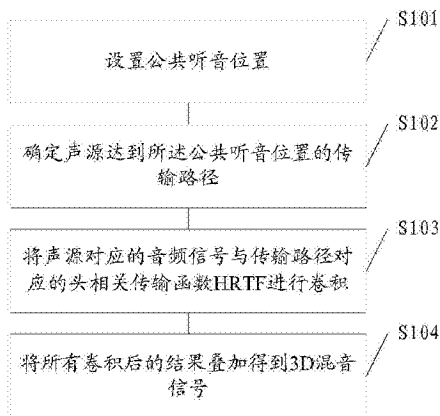 S101
设置公共听音位置
S102
确定声源达到所述公共听音位置的传
输路径
S103
将声源对应的音频信号与传输路径对
应的头相关传输函数HRTF进行卷积
S104
将所有卷积后的结果叠加得到3D混音
信号